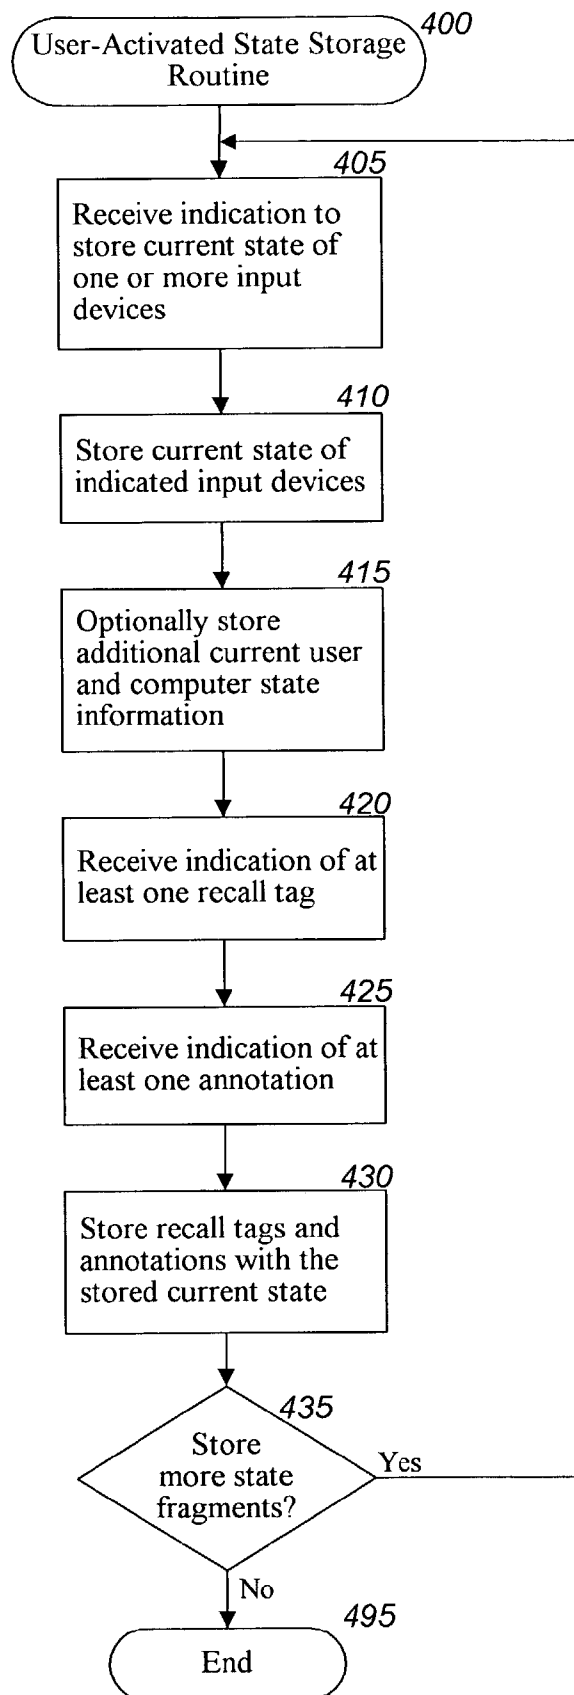 400
User-Activated State Storage
Routine
405
Receive indication to
store current state of
one or more input
devices
410
Store current state of
indicated input devices
415
Optionally store
additional current user
and computer state
information
420
Receive indication of at
least one recall tag
425
Receive indication of at
least one annotation
430
Store recall tags and
annotations with the
stored current state
435
Store
more state
fragments?
Yes
No
495
End